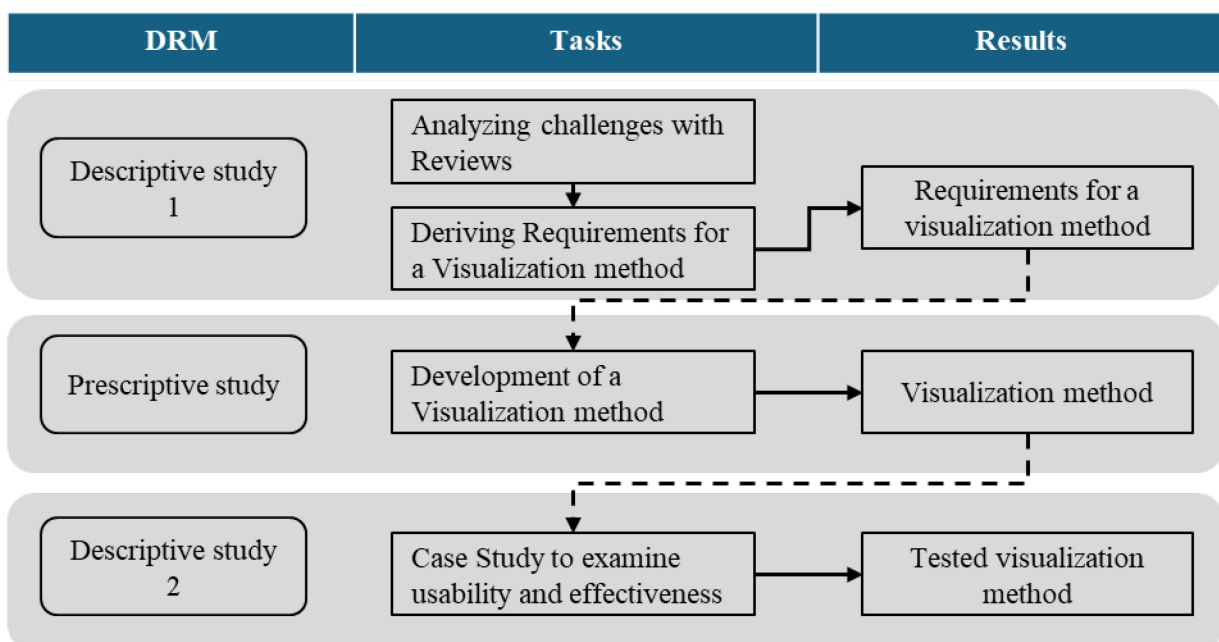 DRM
Tasks
Results
Descriptive study
1
Analyzing challenges with
Reviews
Deriving Requirements for
a Visualization method
Requirements for a
visualization method
Prescriptive study
Development of a
Visualization method
Visualization method
Descriptive study
2
Case Study to examine
usability and effectiveness
Tested visualization
method